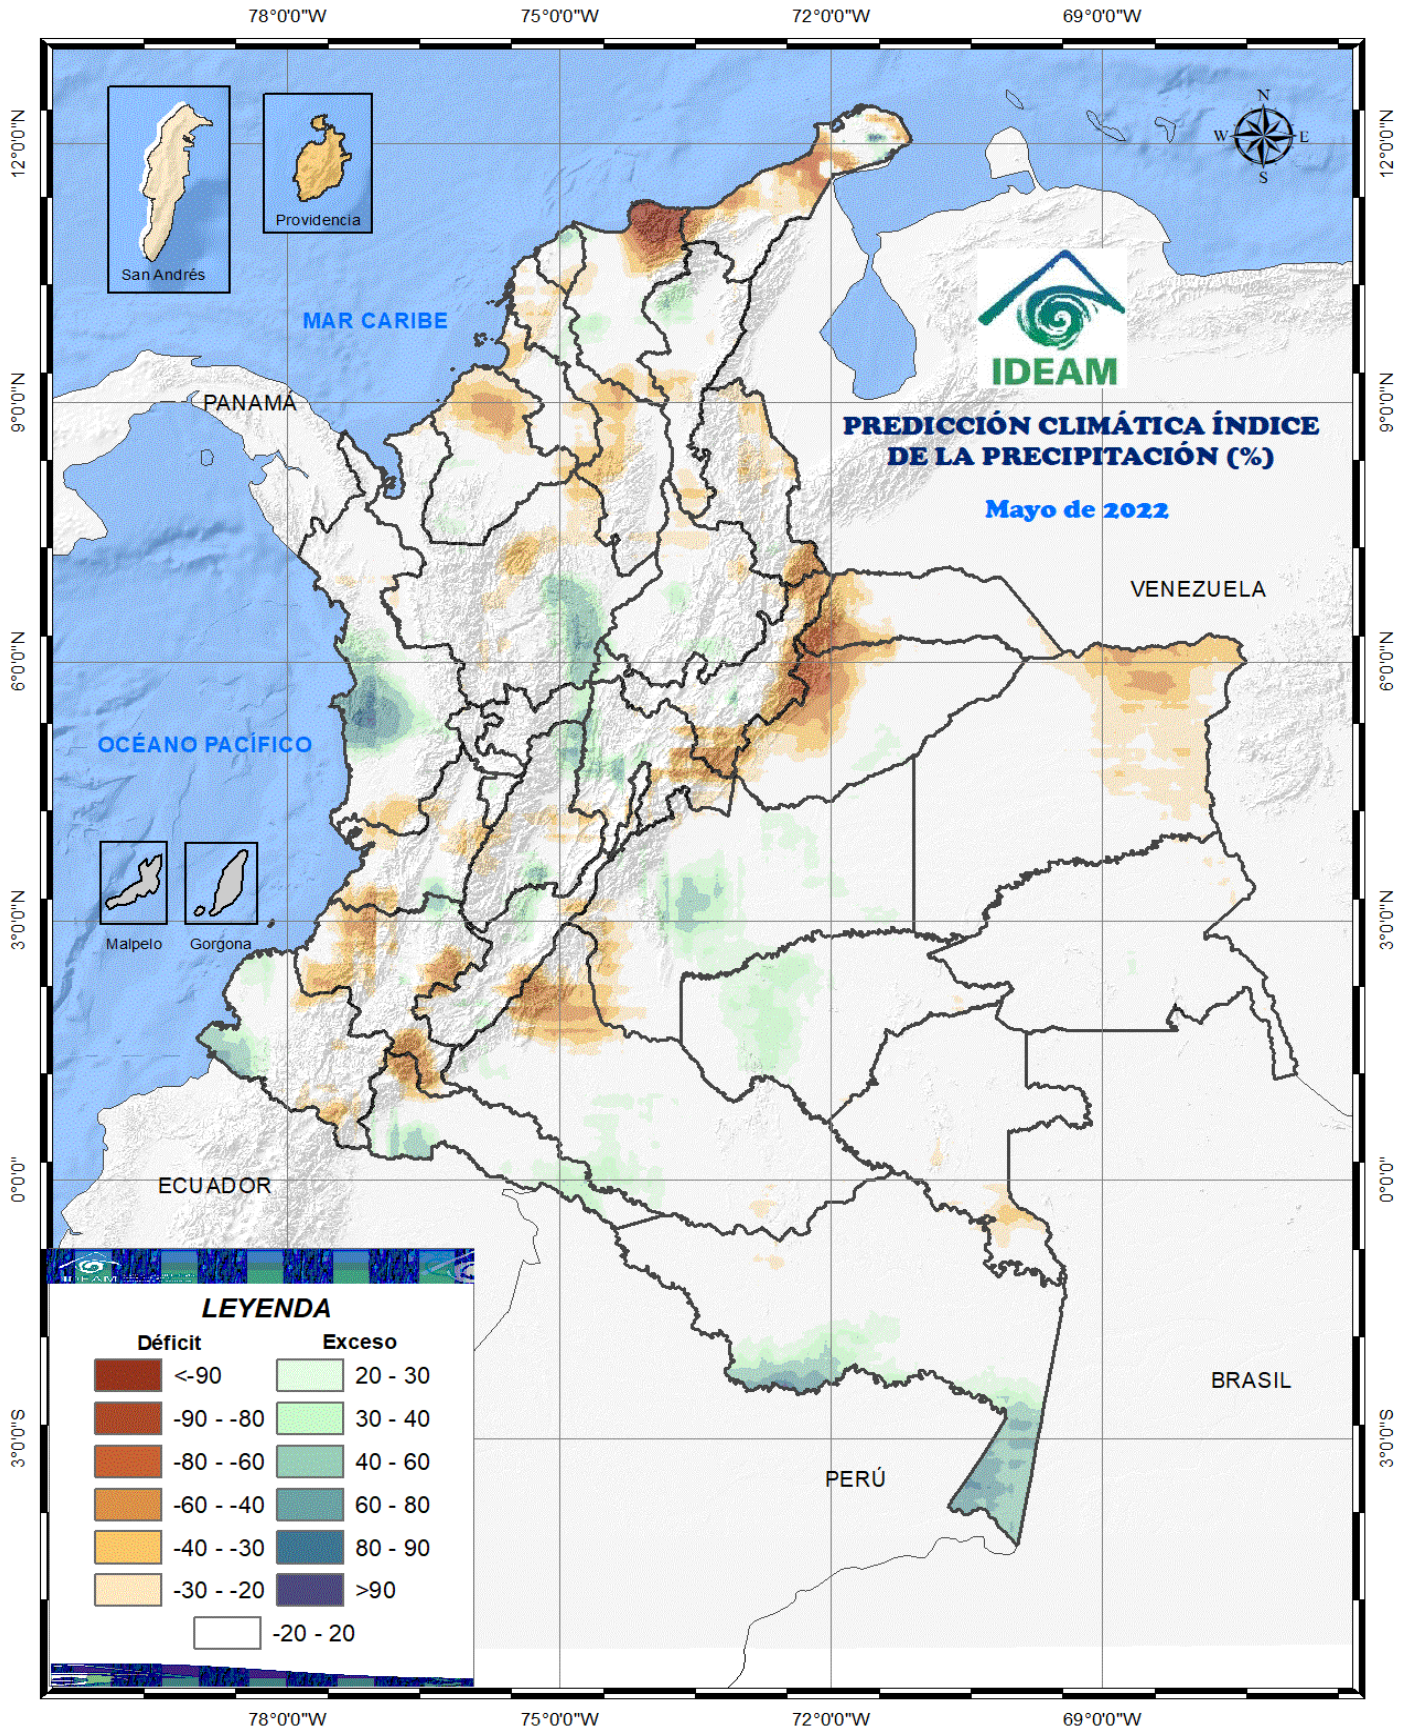 78°0'0"W
75°0'0"W
72°0'0"W
69°0'0"W
12°0'0"N
12°0'0"N
N
W
E
S
Providencia
San Andrés
MAR CARIBE
IDEAM
9°0'0"N
9°0'0"N
PANAMÁ
PREDICCIÓN CLIMÁTICA ÍNDICE
DE LA PRECIPITACIÓN (%)
Mayo de 2022
VENEZUELA
6°0'0"N
6°0'0"N
OCÉANO PACÍFICO
Malpelo
Gorgona
3°0'0"N
3°0'0"N
ECUADOR
0°0'0"
0°0'0"
IDEAM
LEYENDA
Déficit
Exceso
<-90
20 - 30
-90 - -80
30 - 40
-80 - -60
40 - 60
-60 - -40
60 - 80
-40 - -30
80 - 90
-30 - -20
>90
-20 - 20
BRASIL
PERÚ
3°0'0"S
3°0'0"S
78°0'0"W
75°0'0"W
72°0'0"W
69°0'0"W